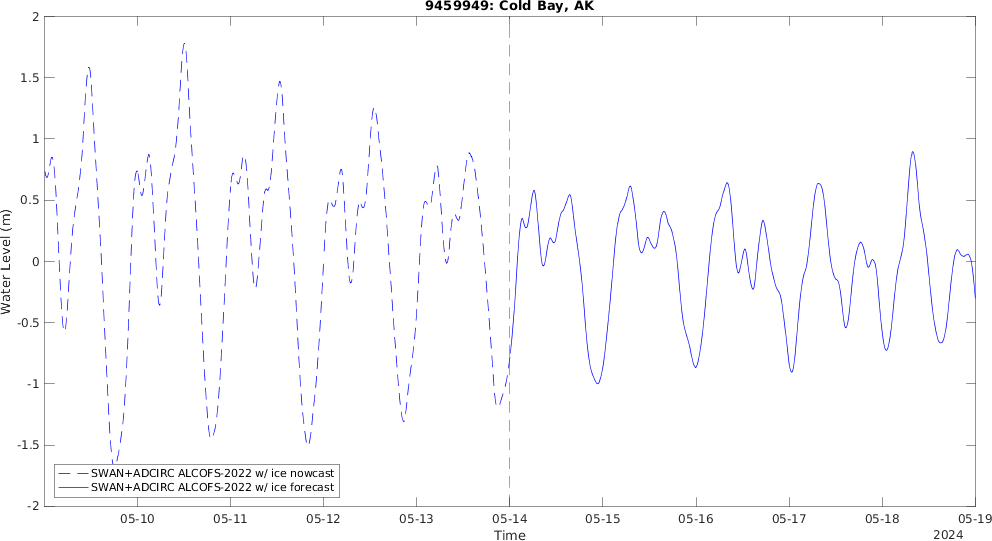 9459949: Cold Bay, AK
2
1.5
1
0.5
0
-0.5
-1
-1.5
-2
Water Level (m)
SWAN+ADCIRC ALCOFS-2022 w/ ice nowcast
SWAN+ADCIRC ALCOFS-2022 w/ ice forecast
05-10 05-11 05-12 05-13 05-14 05-15 05-16 05-17 05-18 05-19
Time
2024